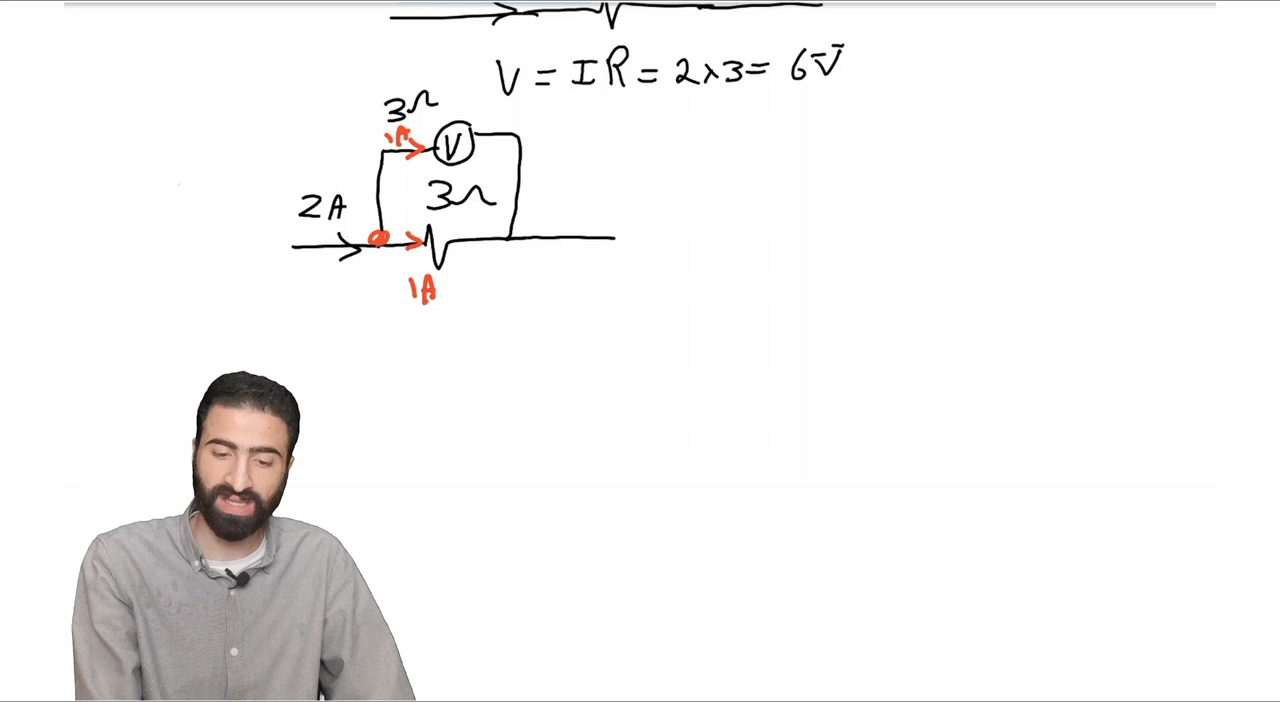 V = IR = 2×3 = 6V
3Ω
1A
V
3Ω
2A
1A